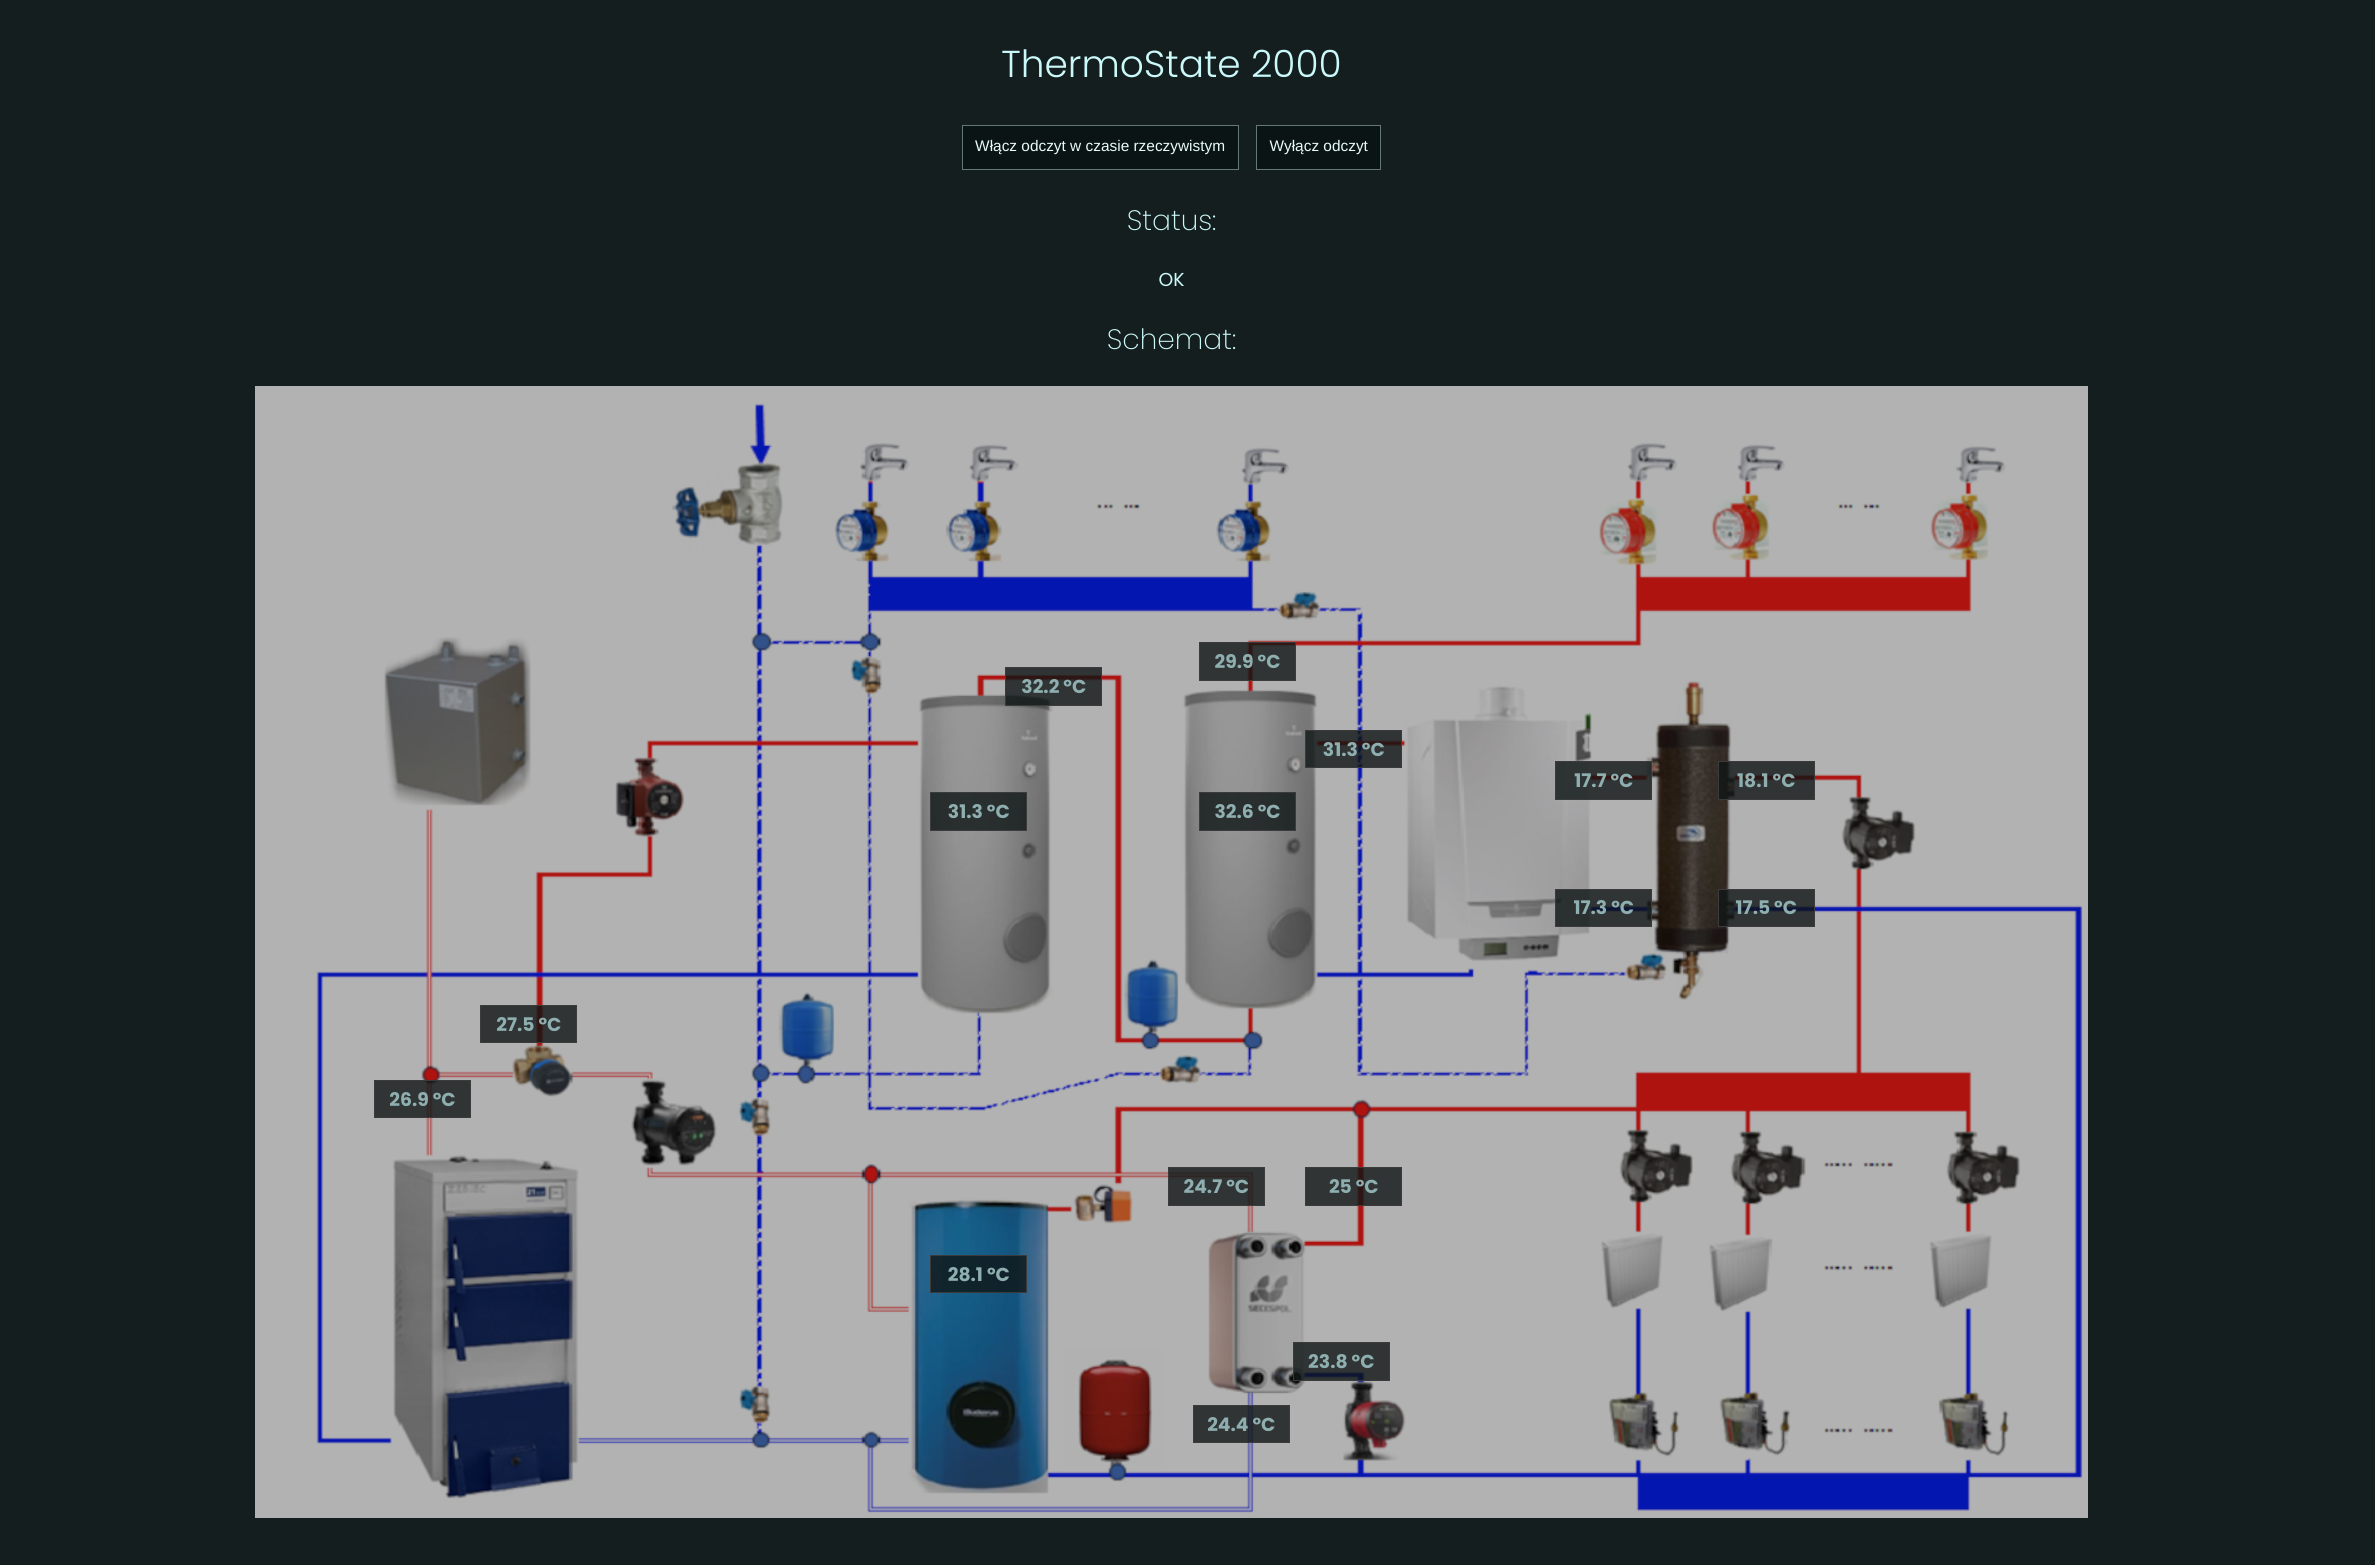 ThermoState 2000
Włącz odczyt w czasie rzeczywistym
Wyłącz odczyt
Status:
OK
Schemat:
29.9 °C
32.2 °C
31.3 °C
17.7 °C
18.1 °C
31.3 °C
32.6 °C
17.3 °C
17.5 °C
27.5 °C
26.9 °C
24.7 °C
25 °C
28.1 °C
SECESPOL
23.8 °C
Buderus
24.4 °C